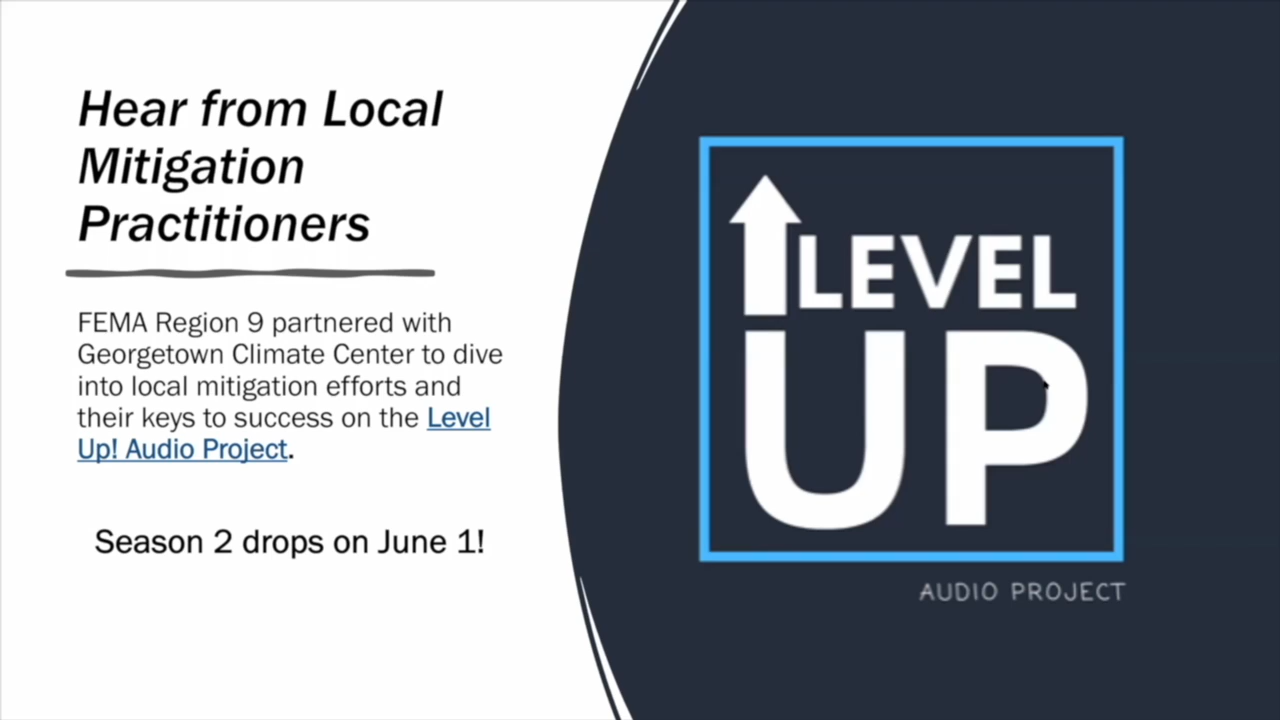 Hear from Local
Mitigation
Practitioners
FEMA Region 9 partnered with
Georgetown Climate Center to dive
into local mitigation efforts and
their keys to success on the Level
Up! Audio Project.
Season 2 drops on June 1!
LEVEL
UP
AUDIO PROJECT